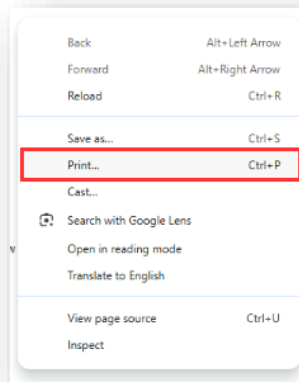 Back Alt+Left Arrow
Forward Alt+Right Arrow
Reload Ctrl+R
Save as... Ctrl+S
Print... Ctrl+P
Cast...
Search with Google Lens
Open in reading mode
Translate to English
View page source Ctrl+U
Inspect